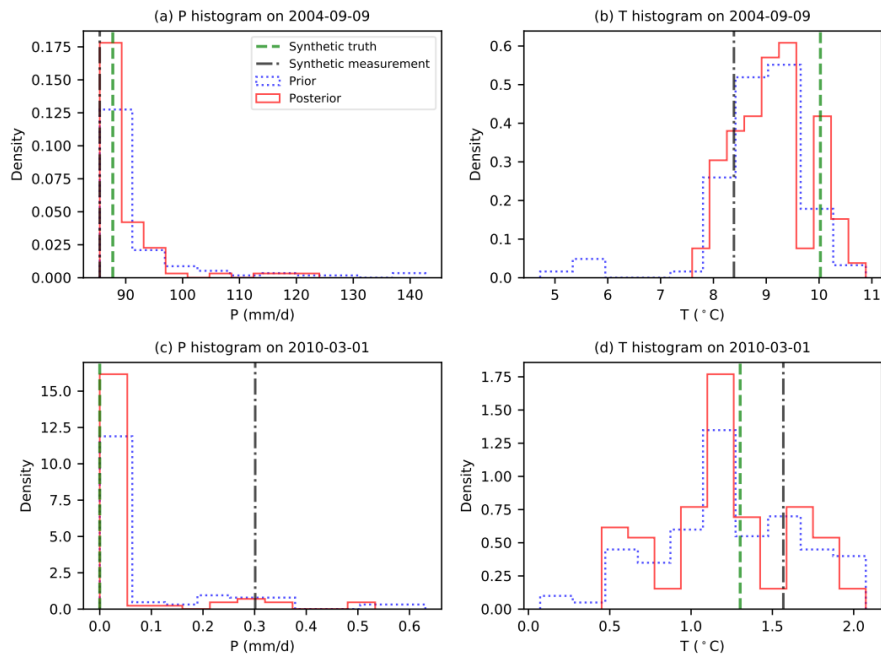 (a) P histogram on 2004-09-09
0.175
0.150
0.125
0.100
0.075
0.050
0.025
0.000
Density
90 100 110 120 130 140
P (mm/d)
Synthetic truth
Synthetic measurement
Prior
Posterior
(b) T histogram on 2004-09-09
0.6
0.5
0.4
0.3
0.2
0.1
0.0
Density
5 6 7 8 9 10 11
T (°C)
(c) P histogram on 2010-03-01
15.0
12.5
10.0
7.5
5.0
2.5
0.0
Density
0.0 0.1 0.2 0.3 0.4 0.5 0.6
P (mm/d)
(d) T histogram on 2010-03-01
1.75
1.50
1.25
1.00
0.75
0.50
0.25
0.00
Density
0.0 0.5 1.0 1.5 2.0
T (°C)